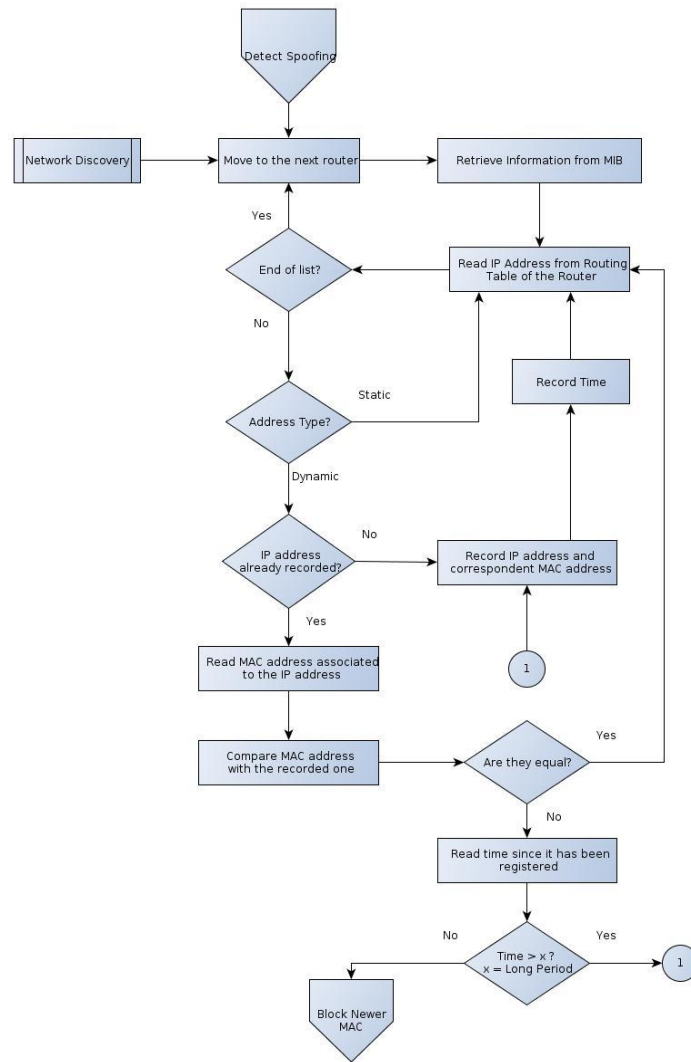 Detect Spoofing
Network Discovery
Move to the next router
Retrieve Information from MIB
Yes
End of list?
Read IP Address from Routing
Table of the Router
No
Record Time
Static
Address Type?
Dynamic
IP address
already recorded?
No
Record IP address and
correspondent MAC address
Yes
Read MAC address associated
to the IP address
1
Compare MAC address
with the recorded one
Are they equal?
Yes
No
Read time since it has been
registered
No
Time > x ?
x = Long Period
Yes
1
Block Newer
MAC